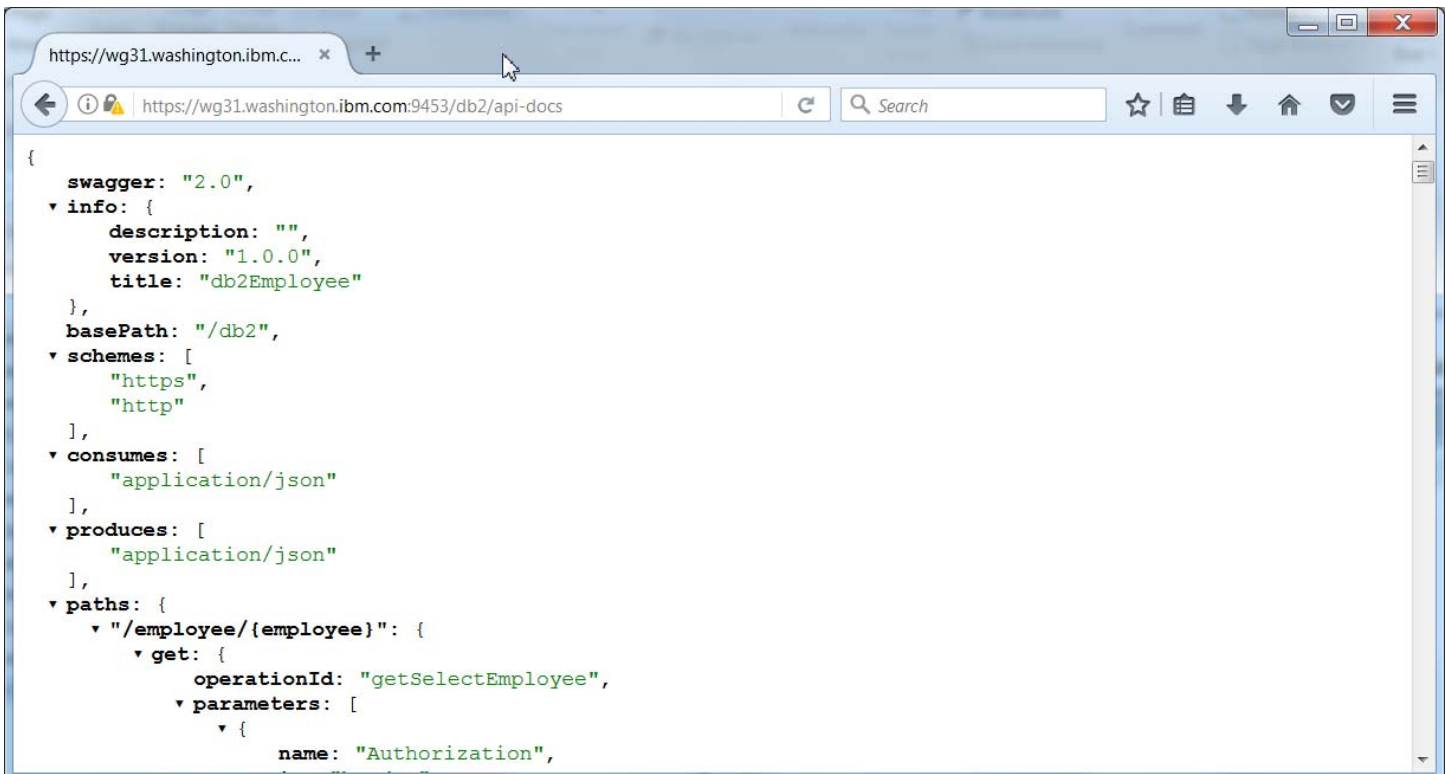 https://wg31.washington.ibm.c... × +
https://wg31.washington.ibm.com:9453/db2/api-docs Search
{
swagger: "2.0",
▾ info: {
description: "",
version: "1.0.0",
title: "db2Employee"
},
basePath: "/db2",
▾ schemes: [
"https",
"http"
],
▾ consumes: [
"application/json"
],
▾ produces: [
"application/json"
],
▾ paths: {
▾ "/employee/{employee}": {
▾ get: {
operationId: "getSelectEmployee",
▾ parameters: [
▾ {
name: "Authorization",